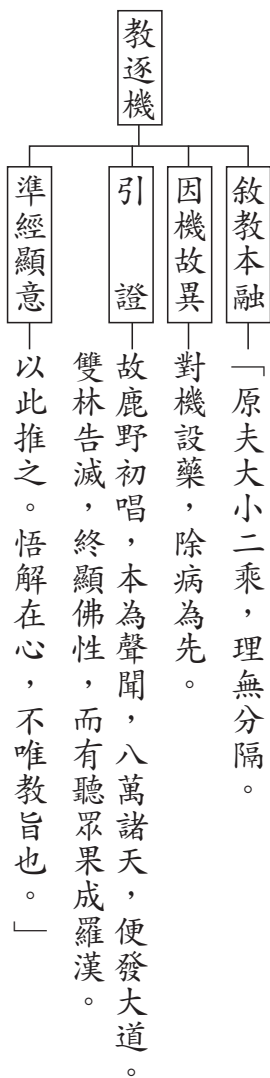 教逐機
敘教本融
「原夫大小二乘，理無分隔。
因機故異
對機設藥，除病為先。
引證
故鹿野初唱，本為聲聞，八萬諸天，便發大道。
雙林告滅，終顯佛性，而有聽眾果成羅漢。
準經顯意
以此推之。悟解在心，不唯教旨也。」